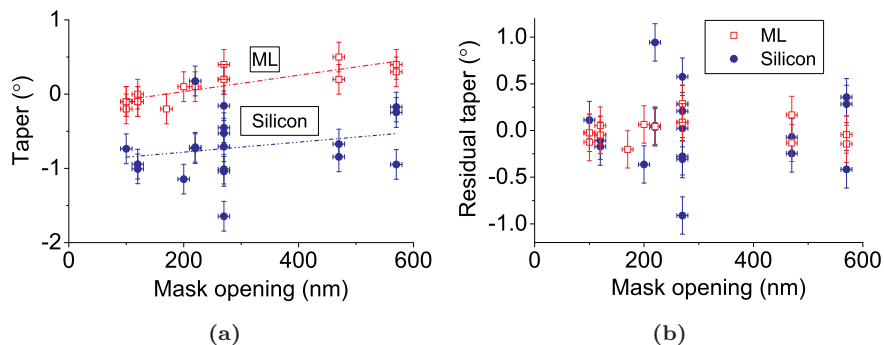 1
0
-1
-2
Taper (°)
ML
Silicon
0
200
400
600
Mask opening (nm)
(a)
1.0
0.5
0.0
-0.5
-1.0
Residual taper (°)
ML
Silicon
0
200
400
600
Mask opening (nm)
(b)